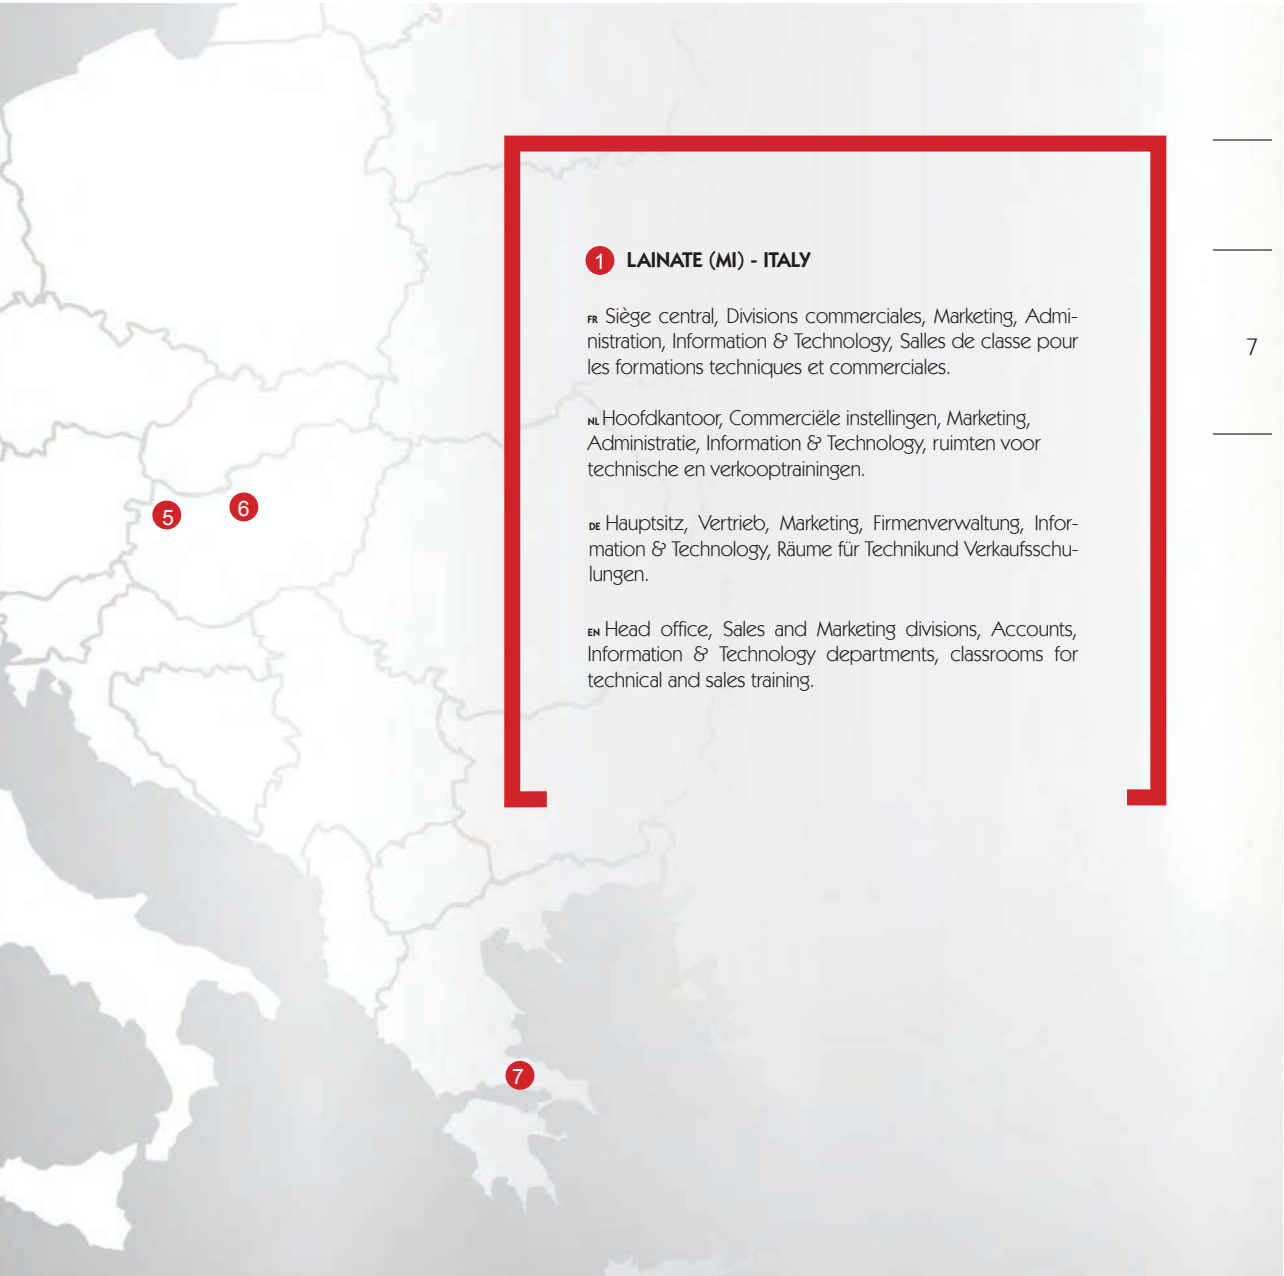 1 LAINATE (MI) - ITALY
FR Siège central, Divisions commerciales, Marketing, Admi-
nistration, Information & Technology, Salles de classe pour
les formations techniques et commerciales.
NL Hoofdkantoor, Commerciële instellingen, Marketing,
Administratie, Information & Technology, ruimten voor
technische en verkooptrainingen.
DE Hauptsitz, Vertrieb, Marketing, Firmenverwaltung, Infor-
mation & Technology, Räume für Technikund Verkaufsschu-
lungen.
EN Head office, Sales and Marketing divisions, Accounts,
Information & Technology departments, classrooms for
technical and sales training.
7
5
6
7